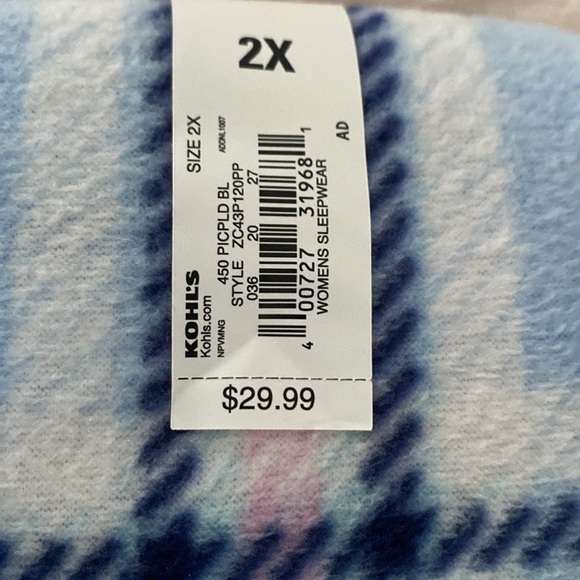 2X
SIZE 2X
ADONL1007
KOHL'S
Kohls.com
NPVMNG
450 PICPLD BL
STYLE ZC43P120PP
036 20 27
4 00727 31968 1
WOMENS SLEEPWEAR
AD
$29.99